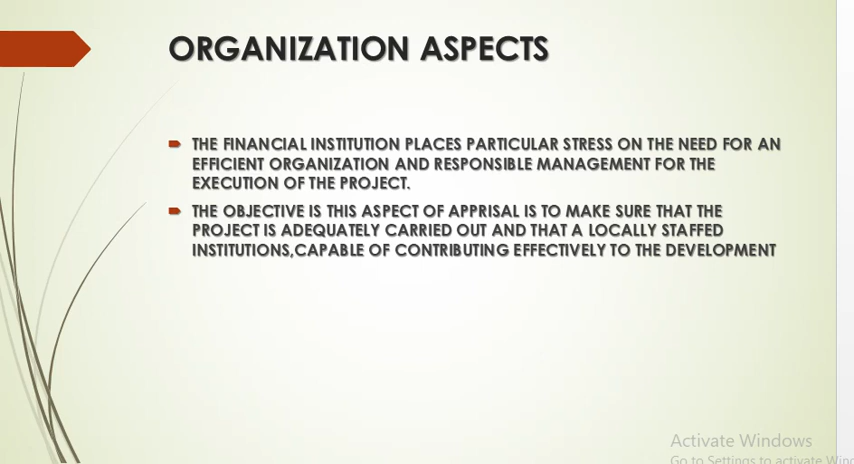 ORGANIZATION ASPECTS
THE FINANCIAL INSTITUTION PLACES PARTICULAR STRESS ON THE NEED FOR AN
EFFICIENT ORGANIZATION AND RESPONSIBLE MANAGEMENT FOR THE
EXECUTION OF THE PROJECT.
THE OBJECTIVE IS THIS ASPECT OF APPRISAL IS TO MAKE SURE THAT THE
PROJECT IS ADEQUATELY CARRIED OUT AND THAT A LOCALLY STAFFED
INSTITUTIONS,CAPABLE OF CONTRIBUTING EFFECTIVELY TO THE DEVELOPMENT
Activate Windows
Go to Settings to activate Wind